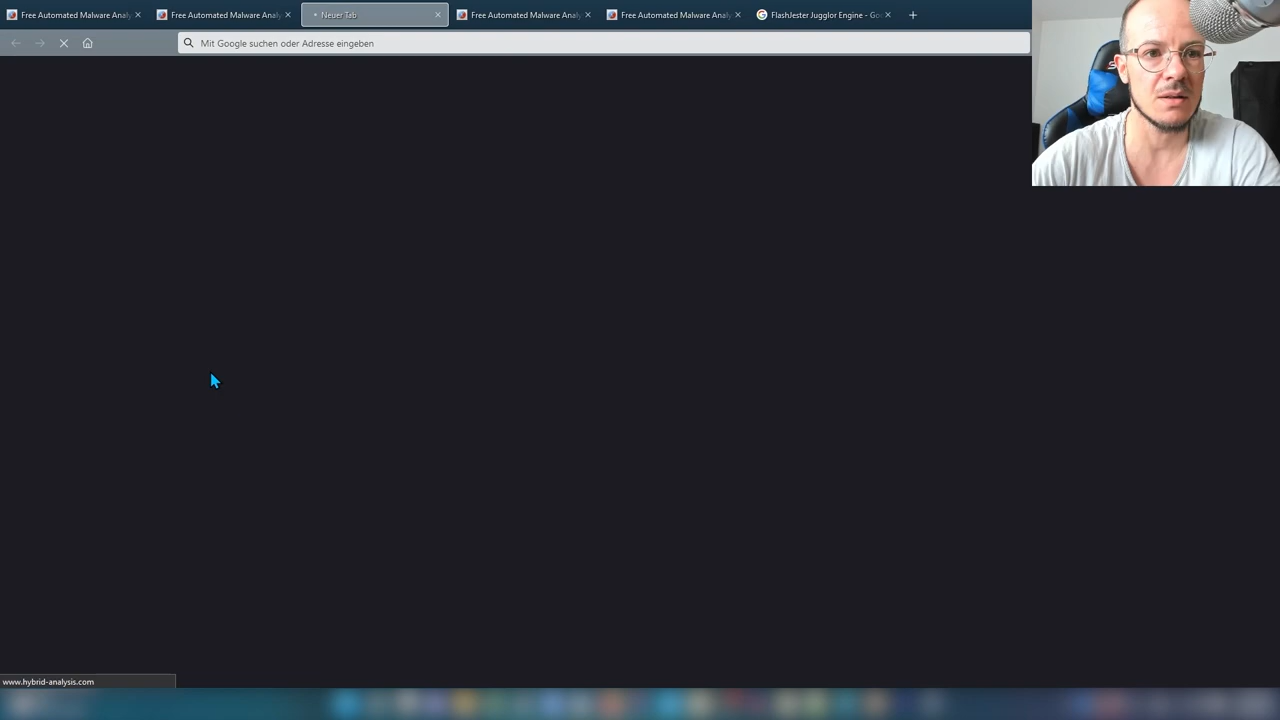 Free Automated Malware Analy
Free Automated Malware Analy
Neuer Tab
Free Automated Malware Analy
Free Automated Malware Analy
FlashJester Jugglor Engine - Goo
Mit Google suchen oder Adresse eingeben
www.hybrid-analysis.com